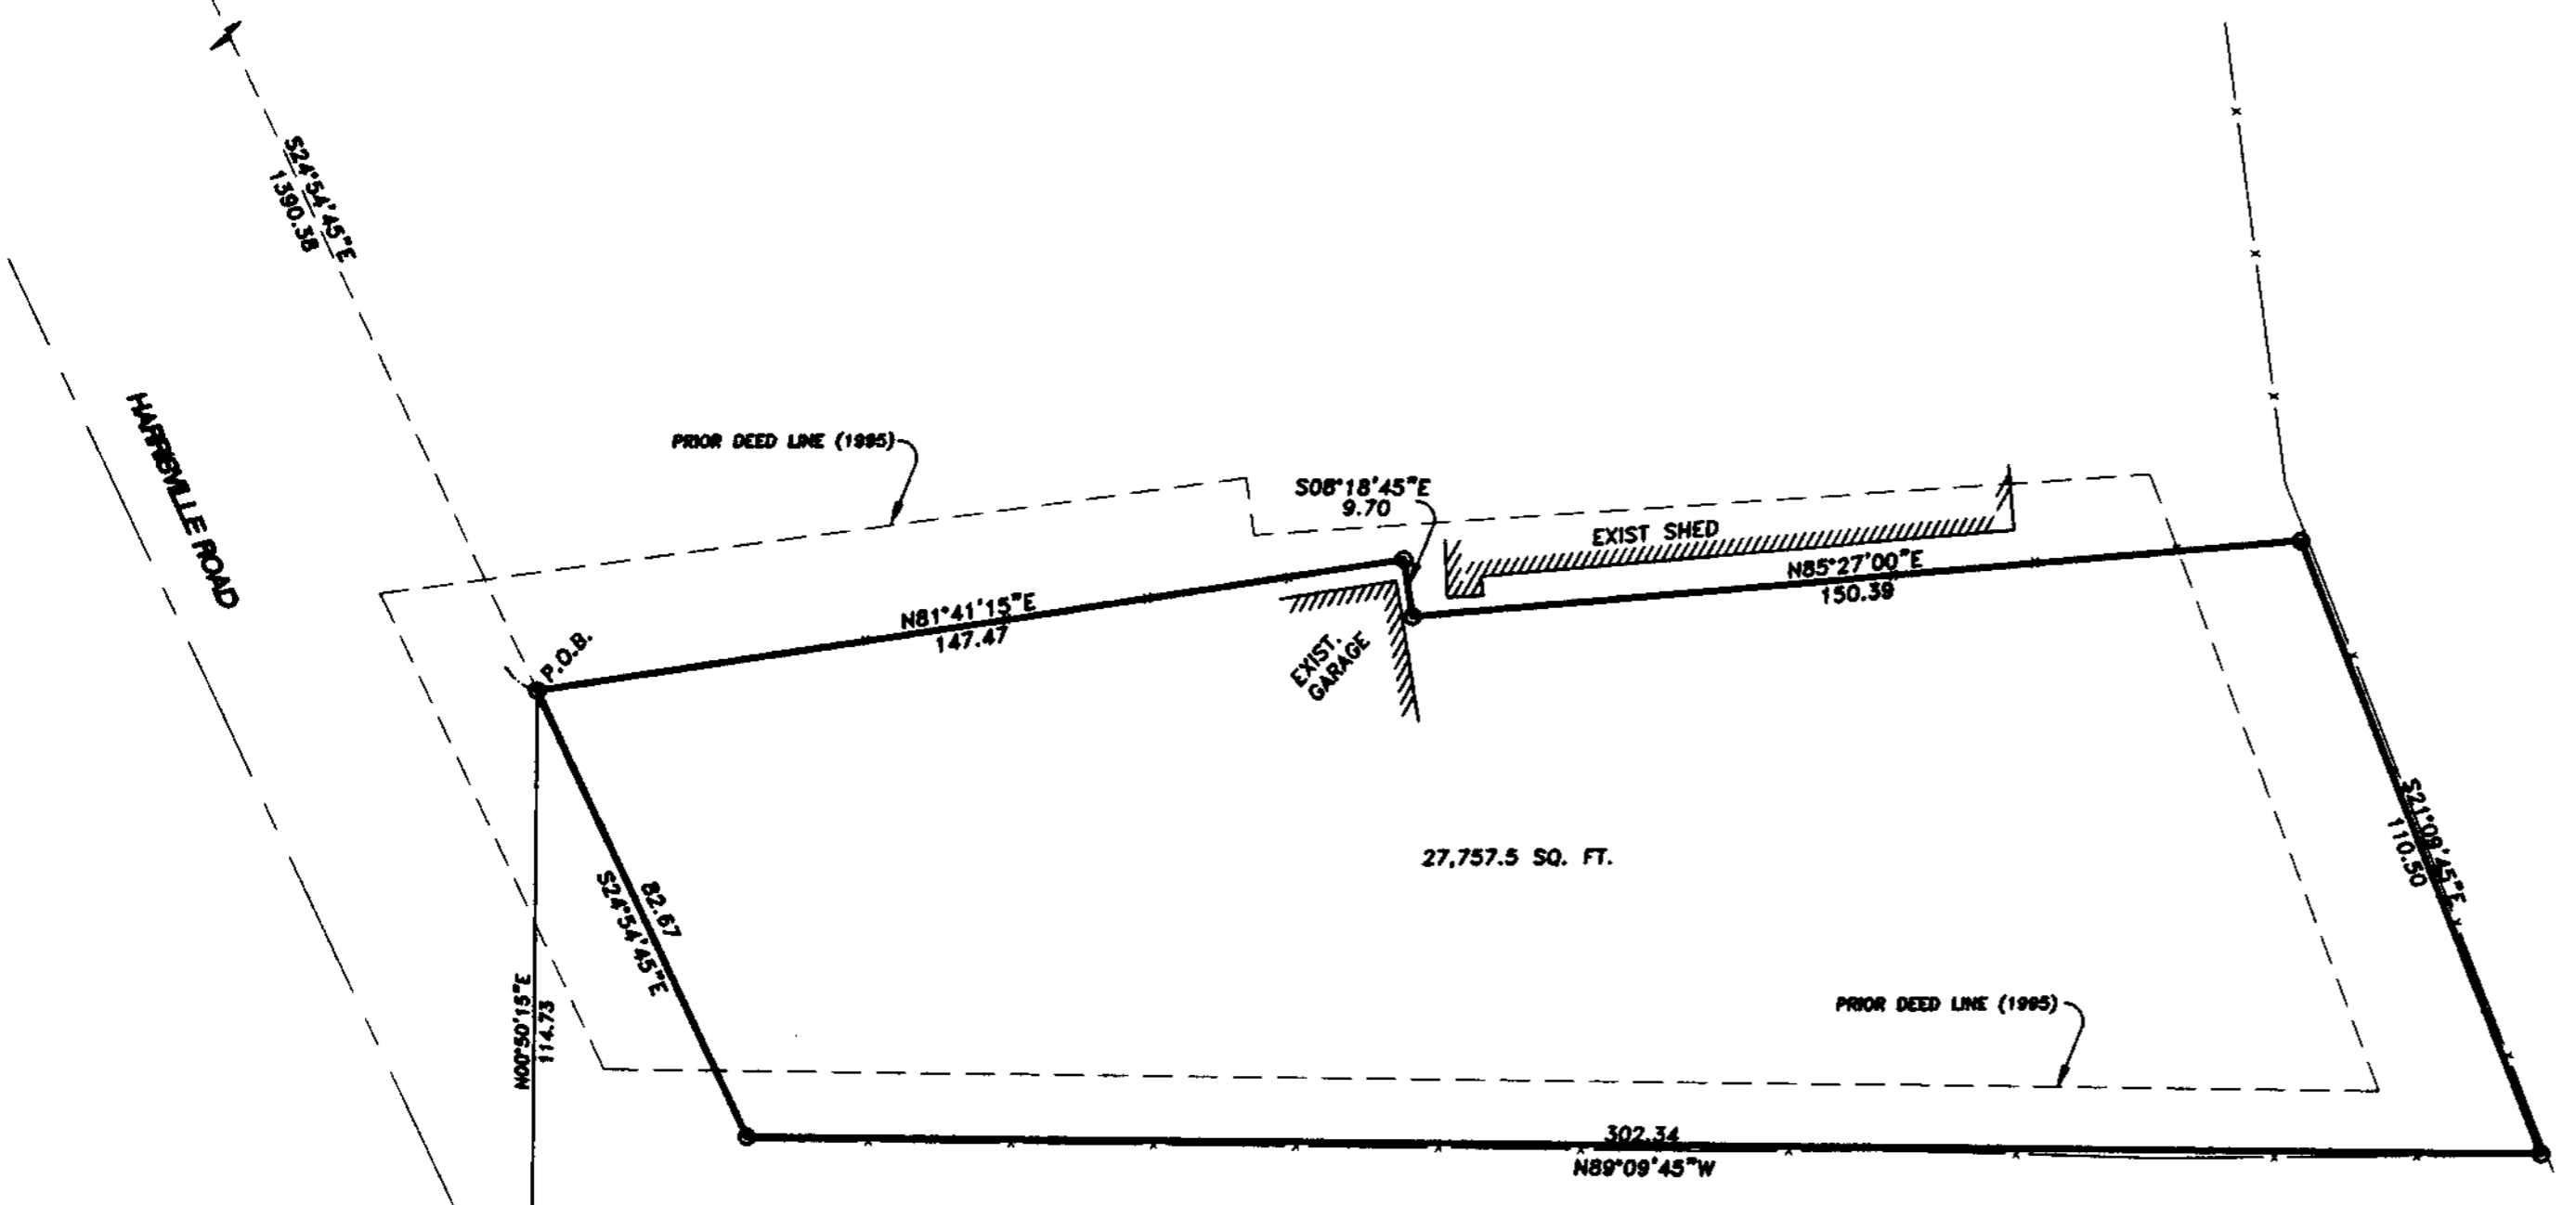 S24°54'45"E
1390.38
HARRISVILLE ROAD
PRIOR DEED LINE (1995)
S08°18'45"E
9.70
EXIST SHED
N85°27'00"E
150.39
N81°41'15"E
147.47
P.O.B.
EXIST.
GARAGE
27,757.5 SQ. FT.
S21°09'45"E
110.50
82.67
S24°54'45"E
N00°50'15"E
114.73
PRIOR DEED LINE (1995)
302.34
N89°09'45"W